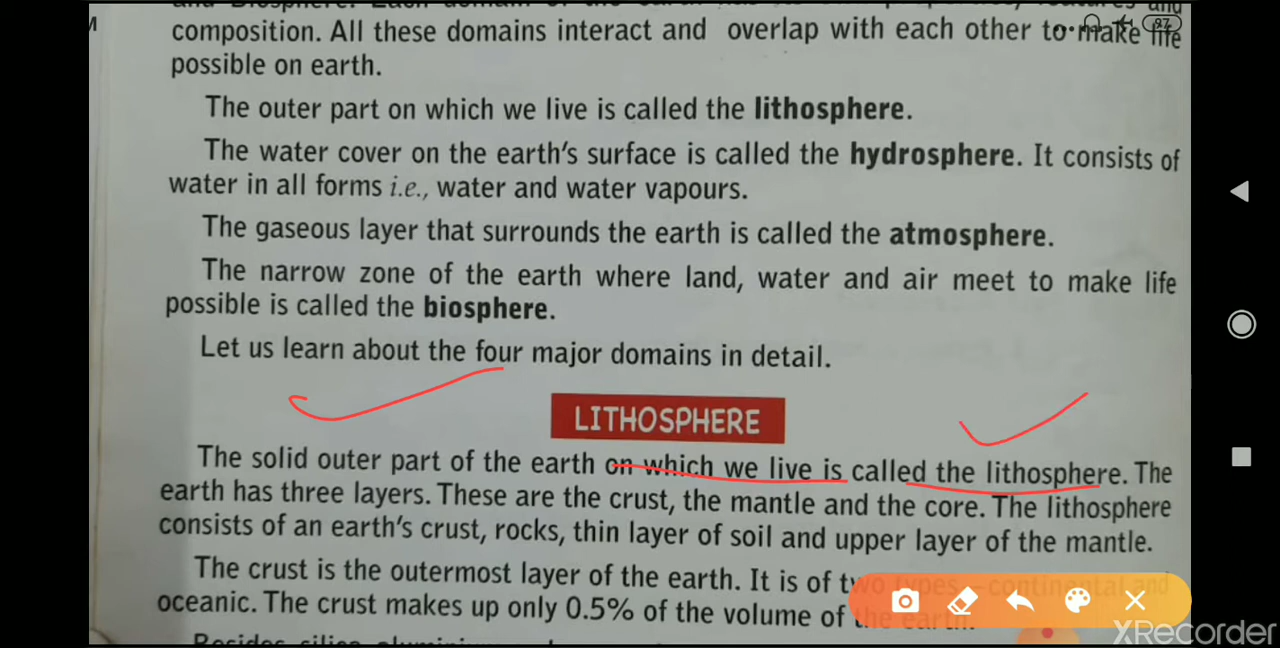 composition. All these domains interact and overlap with each other to make life
possible on earth.
The outer part on which we live is called the lithosphere.
The water cover on the earth's surface is called the hydrosphere. It consists of
water in all forms i.e., water and water vapours.
The gaseous layer that surrounds the earth is called the atmosphere.
The narrow zone of the earth where land, water and air meet to make life
possible is called the biosphere.
Let us learn about the four major domains in detail.
LITHOSPHERE
The solid outer part of the earth on which we live is called the lithosphere. The
earth has three layers. These are the crust, the mantle and the core. The lithosphere
consists of an earth's crust, rocks, thin layer of soil and upper layer of the mantle.
The crust is the outermost layer of the earth. It is of two types – continental and
oceanic. The crust makes up only 0.5% of the volume of the earth.
XRecorder